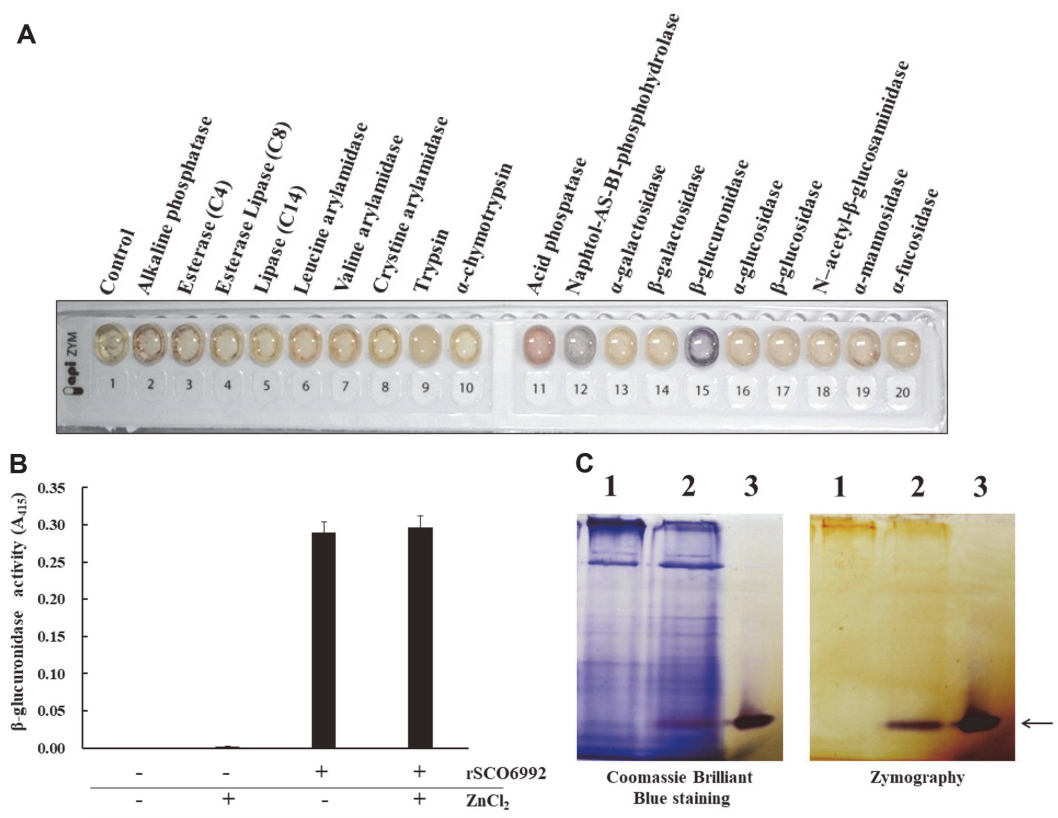 A
Control
Alkaline phosphatase
Esterase (C4)
Esterase Lipase (C8)
Lipase (C14)
Leucine arylamidase
Valine arylamidase
Crystine arylamidase
Trypsin
α-chymotrypsin
Acid phospatase
Naphtol-AS-BI-phosphohydrolase
α-galactosidase
β-galactosidase
β-glucuronidase
α-glucosidase
β-glucosidase
N–acetyl-β-glucosaminidase
α-mannosidase
α-fucosidase
api ZYM
1 2 3 4 5 6 7 8 9 10 11 12 13 14 15 16 17 18 19 20
B
β-glucuronidase activity (A415)
0.35
0.30
0.25
0.20
0.15
0.10
0.05
0.00
- - + + rSCO6992
- + - + ZnCl2
C
1 2 3
1 2 3
Coomassie Brilliant
Blue staining
Zymography